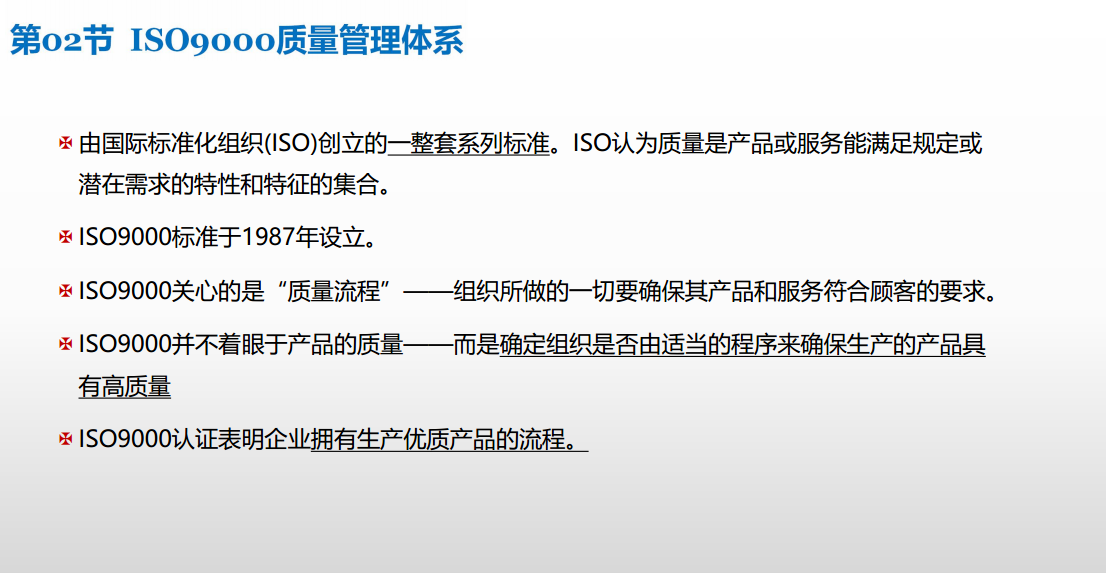 第02节 ISO9000质量管理体系
由国际标准化组织(ISO)创立的一整套系列标准。ISO认为质量是产品或服务能满足规定或
潜在需求的特性和特征的集合。
ISO9000标准于1987年设立。
ISO9000关心的是“质量流程”——组织所做的一切要确保其产品和服务符合顾客的要求。
ISO9000并不着眼于产品的质量——而是确定组织是否由适当的程序来确保生产的产品具
有高质量
ISO9000认证表明企业拥有生产优质产品的流程。